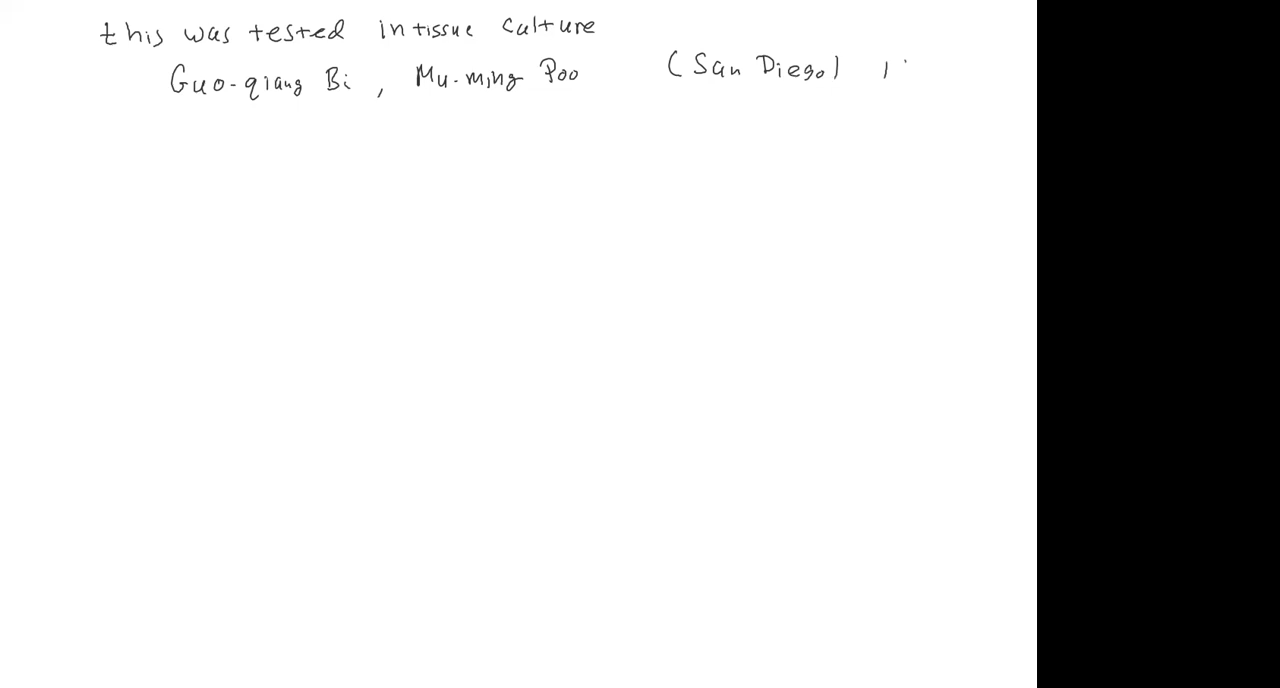 this was tested in tissue culture
Guo-qiang Bi, Mu-ming Poo (San Diego)